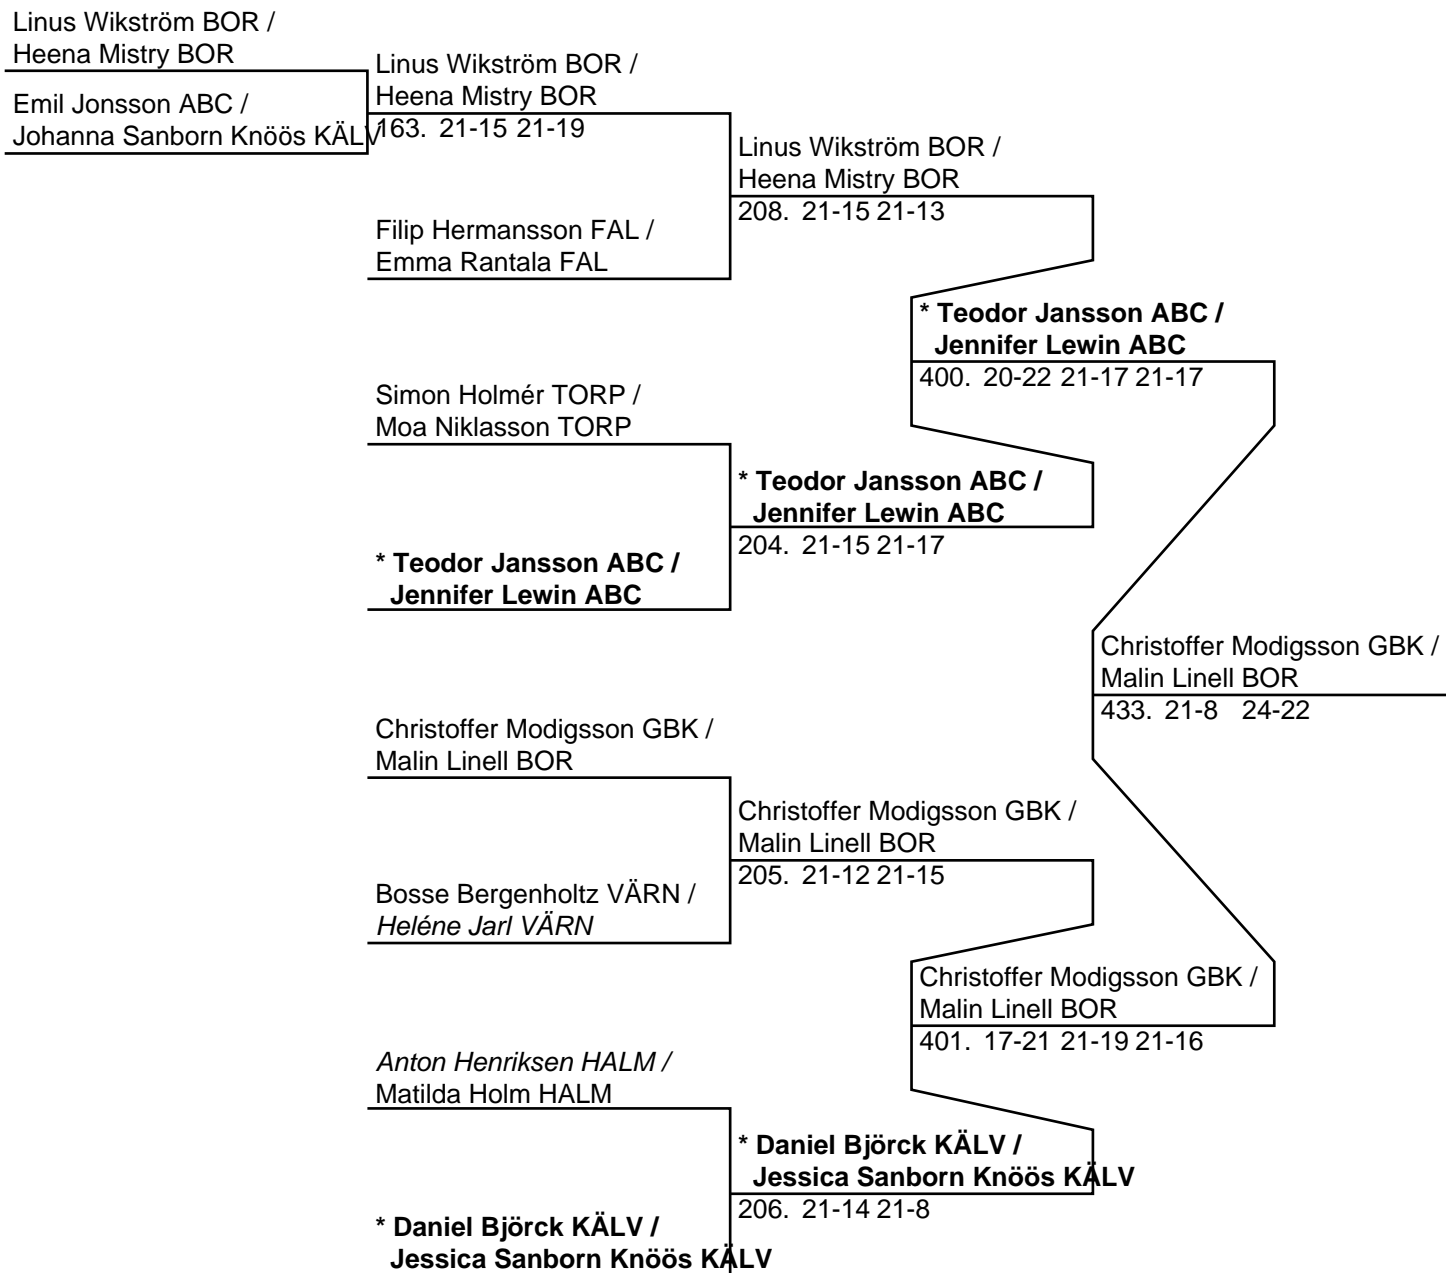 Linus Wikström BOR /
Heena Mistry BOR
Emil Jonsson ABC /
Johanna Sanborn Knöös KÄLV
Linus Wikström BOR /
Heena Mistry BOR
163. 21-15 21-19
Filip Hermansson FAL /
Emma Rantala FAL
Linus Wikström BOR /
Heena Mistry BOR
208. 21-15 21-13
Simon Holmér TORP /
Moa Niklasson TORP
* Teodor Jansson ABC /
Jennifer Lewin ABC
* Teodor Jansson ABC /
Jennifer Lewin ABC
204. 21-15 21-17
* Teodor Jansson ABC /
Jennifer Lewin ABC
400. 20-22 21-17 21-17
Christoffer Modigsson GBK /
Malin Linell BOR
Bosse Bergenholtz VÄRN /
Heléne Jarl VÄRN
Christoffer Modigsson GBK /
Malin Linell BOR
205. 21-12 21-15
Anton Henriksen HALM /
Matilda Holm HALM
* Daniel Björck KÄLV /
Jessica Sanborn Knöös KÄLV
* Daniel Björck KÄLV /
Jessica Sanborn Knöös KÄLV
206. 21-14 21-8
Christoffer Modigsson GBK /
Malin Linell BOR
401. 17-21 21-19 21-16
Christoffer Modigsson GBK /
Malin Linell BOR
433. 21-8 24-22